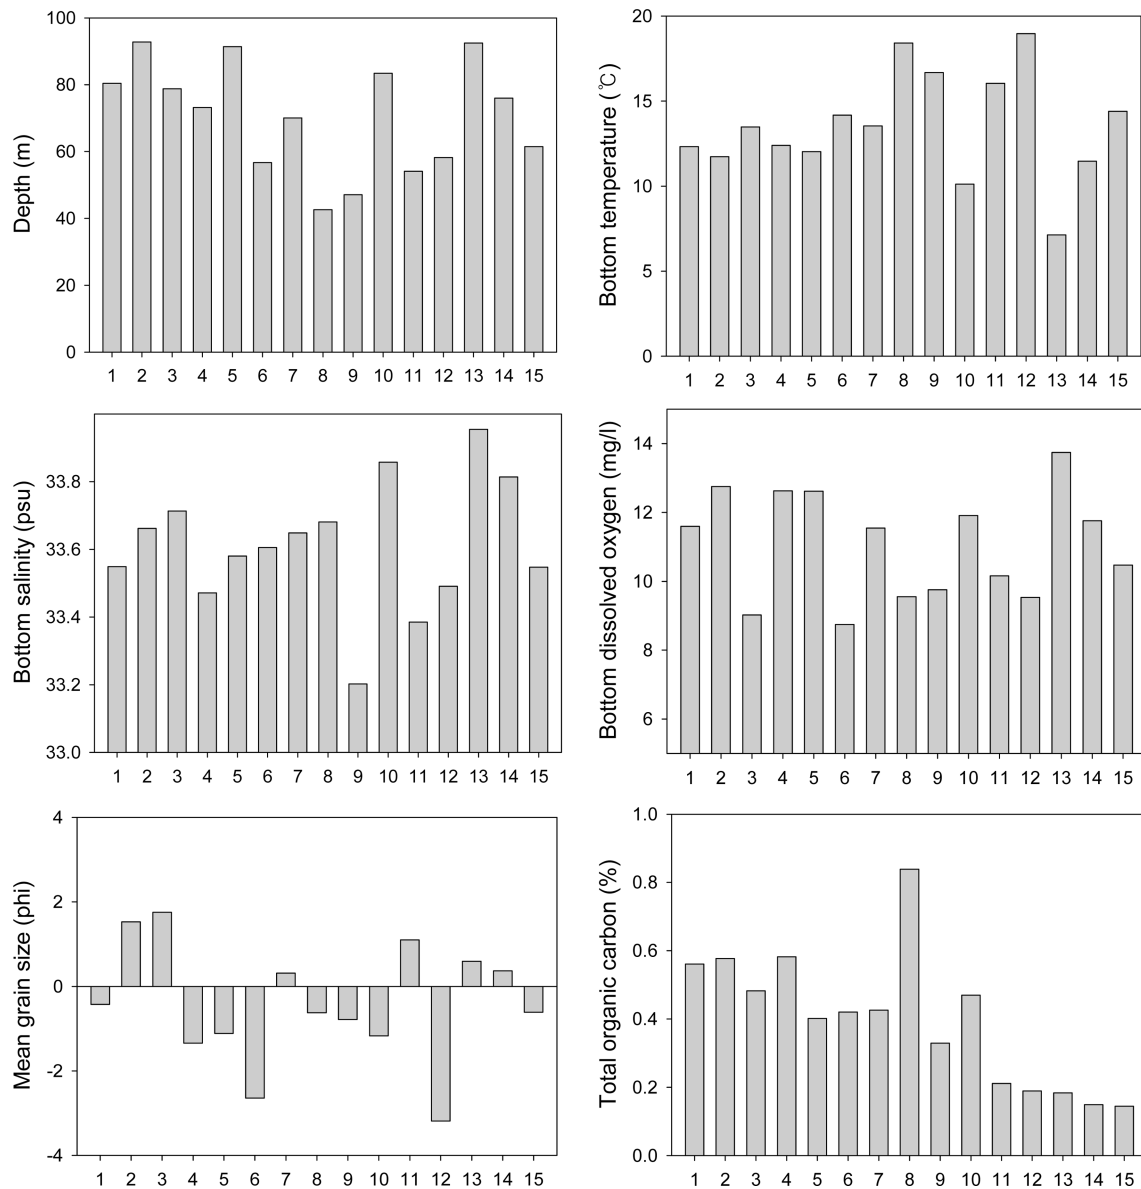 Depth (m)
100
80
60
40
20
0
1 2 3 4 5 6 7 8 9 10 11 12 13 14 15
Bottom temperature (℃)
20
15
10
5
0
1 2 3 4 5 6 7 8 9 10 11 12 13 14 15
Bottom salinity (psu)
33.8
33.6
33.4
33.2
33.0
1 2 3 4 5 6 7 8 9 10 11 12 13 14 15
Bottom dissolved oxygen (mg/l)
14
12
10
8
6
1 2 3 4 5 6 7 8 9 10 11 12 13 14 15
Mean grain size (phi)
4
2
0
-2
-4
1 2 3 4 5 6 7 8 9 10 11 12 13 14 15
Total organic carbon (%)
1.0
0.8
0.6
0.4
0.2
0.0
1 2 3 4 5 6 7 8 9 10 11 12 13 14 15